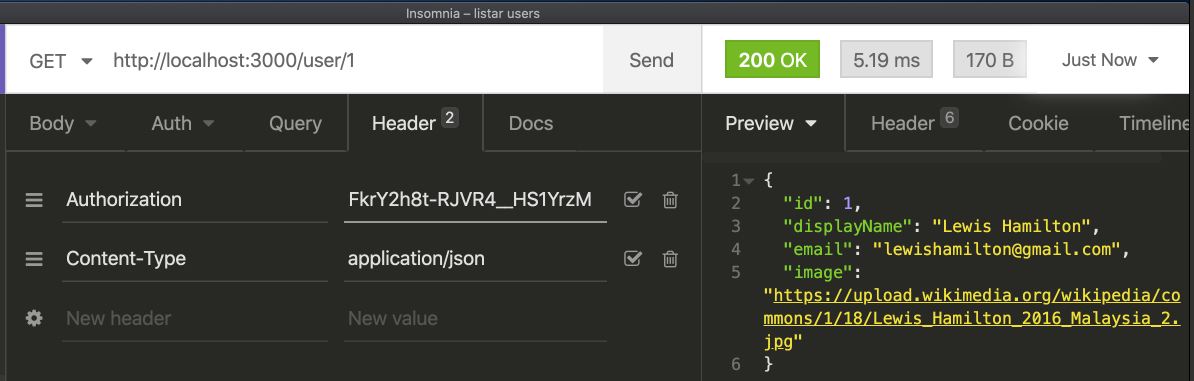 Insomnia – listar users
GET http://localhost:3000/user/1 Send
200 OK 5.19 ms 170 B Just Now
Body Auth Query Header 2 Docs
Preview Header 6 Cookie Timeline
Authorization FkrY2h8t-RJVR4__HS1YrzM
Content-Type application/json
New header New value
1 {
2 "id": 1,
3 "displayName": "Lewis Hamilton",
4 "email": "lewishamilton@gmail.com",
5 "image":
"https://upload.wikimedia.org/wikipedia/co
mmons/1/18/Lewis_Hamilton_2016_Malaysia_2.
jpg"
6 }